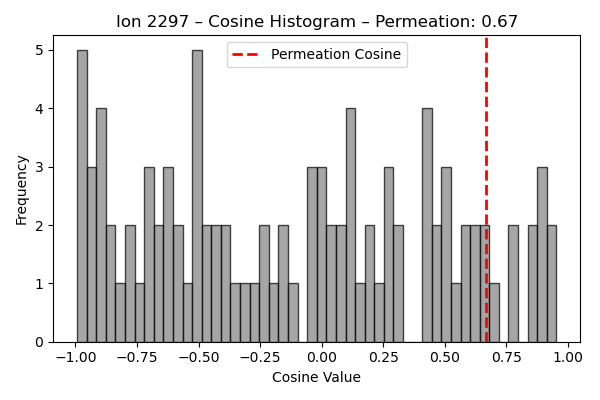 Ion 2297 – Cosine Histogram – Permeation: 0.67
Permeation Cosine
Frequency
5
4
3
2
1
0
−1.00 −0.75 −0.50 −0.25 0.00 0.25 0.50 0.75 1.00
Cosine Value